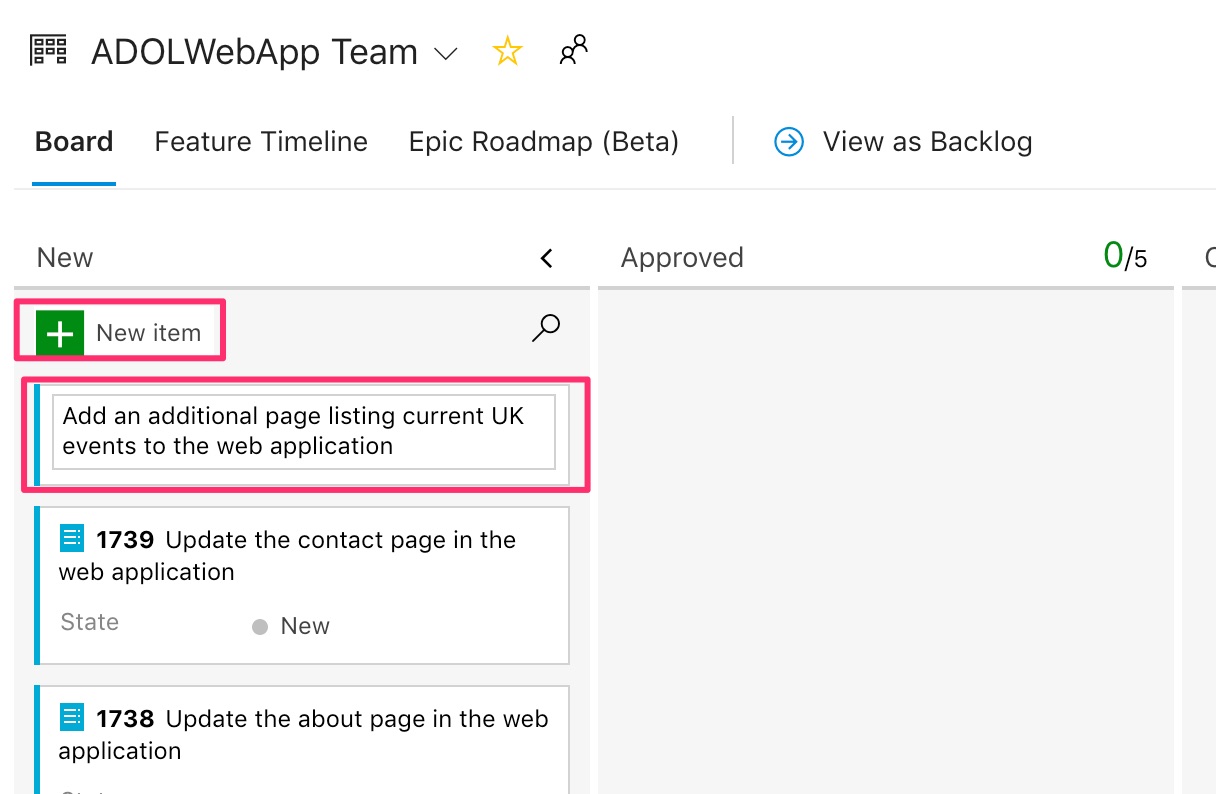 ADOLWebApp Team
Board Feature Timeline Epic Roadmap (Beta) View as Backlog
New Approved 0/5
New item
Add an additional page listing current UK
events to the web application
1739 Update the contact page in the
web application
State New
1738 Update the about page in the web
application